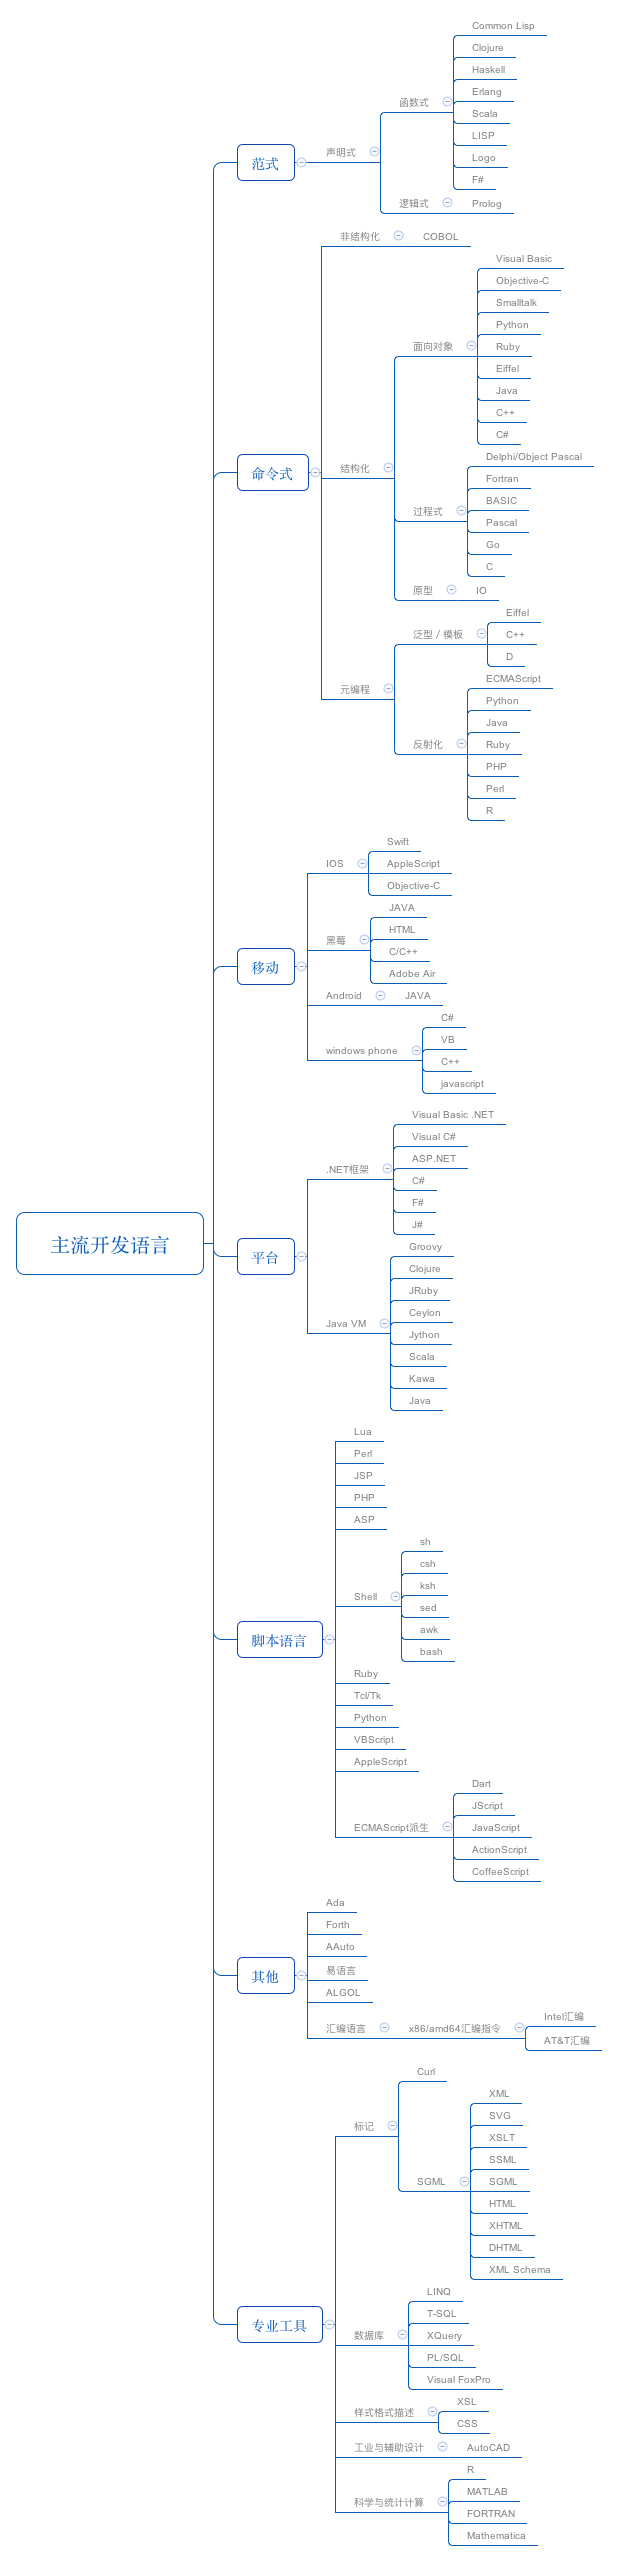 主流开发语言
范式
声明式
函数式
Common Lisp
Clojure
Haskell
Erlang
Scala
LISP
Logo
F#
逻辑式
Prolog
命令式
非结构化
COBOL
结构化
面向对象
Visual Basic
Objective-C
Smalltalk
Python
Ruby
Eiffel
Java
C++
C#
过程式
Delphi/Object Pascal
Fortran
BASIC
Pascal
Go
C
原型
IO
元编程
泛型 / 模板
Eiffel
C++
D
反射化
ECMAScript
Python
Java
Ruby
PHP
Perl
R
移动
IOS
Swift
AppleScript
Objective-C
黑莓
JAVA
HTML
C/C++
Adobe Air
Android
JAVA
windows phone
C#
VB
C++
javascript
平台
.NET框架
Visual Basic .NET
Visual C#
ASP.NET
C#
F#
J#
Java VM
Groovy
Clojure
JRuby
Ceylon
Jython
Scala
Kawa
Java
脚本语言
Lua
Perl
JSP
PHP
ASP
Shell
sh
csh
ksh
sed
awk
bash
Ruby
Tcl/Tk
Python
VBScript
AppleScript
ECMAScript派生
Dart
JScript
JavaScript
ActionScript
CoffeeScript
其他
Ada
Forth
AAuto
易语言
ALGOL
汇编语言
x86/amd64汇编指令
Intel汇编
AT&T汇编
专业工具
标记
Curl
SGML
XML
SVG
XSLT
SSML
SGML
HTML
XHTML
DHTML
XML Schema
数据库
LINQ
T-SQL
XQuery
PL/SQL
Visual FoxPro
样式格式描述
XSL
CSS
工业与辅助设计
AutoCAD
科学与统计计算
R
MATLAB
FORTRAN
Mathematica